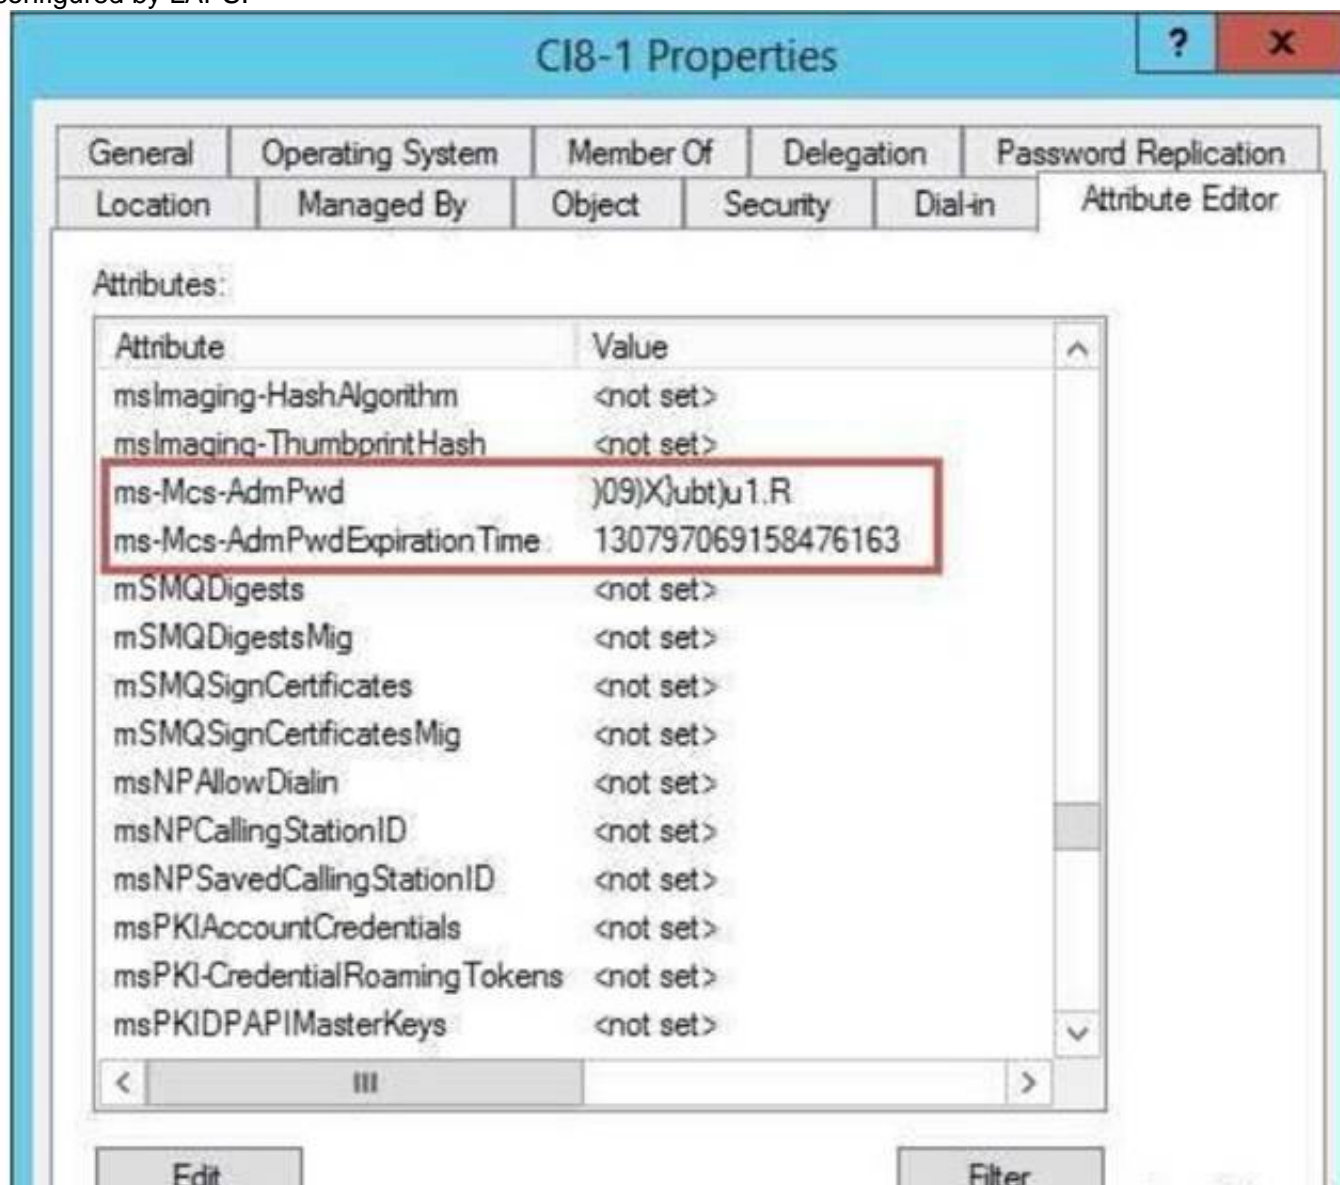 configured by LAPS.
CI8-1 Properties ? x
General Operating System Member Of Delegation Password Replication
Location Managed By Object Security Dial-in Attribute Editor
Attributes:
Attribute Value
msImaging-HashAlgorithm <not set>
msImaging-ThumbprintHash <not set>
ms-Mcs-AdmPwd )09)X}ubt)u1.R
ms-Mcs-AdmPwdExpirationTime 130797069158476163
mSMQDigests <not set>
mSMQDigestsMig <not set>
mSMQSignCertificates <not set>
mSMQSignCertificatesMig <not set>
msNPAllowDialin <not set>
msNPCallingStationID <not set>
msNPSavedCallingStationID <not set>
msPKIAccountCredentials <not set>
msPKI-CredentialRoamingTokens <not set>
msPKIDPAPIMasterKeys <not set>
Edit Filter